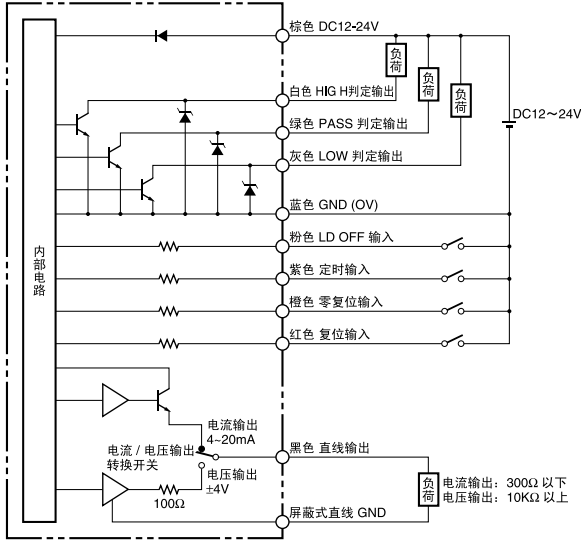 棕色 DC12-24V
负荷
负荷
负荷
白色 HIG H判定输出
绿色 PASS 判定输出
灰色 LOW 判定输出
DC12～24V
蓝色 GND (OV)
粉色 LD OFF 输入
紫色 定时输入
橙色 零复位输入
红色 复位输入
内部电路
电流输出
4~20mA
电流 / 电压输出
转换开关
黑色 直线输出
电压输出
±4V
100Ω
负荷
电流输出：300Ω 以下
电压输出：10KΩ 以上
屏蔽式直线 GND